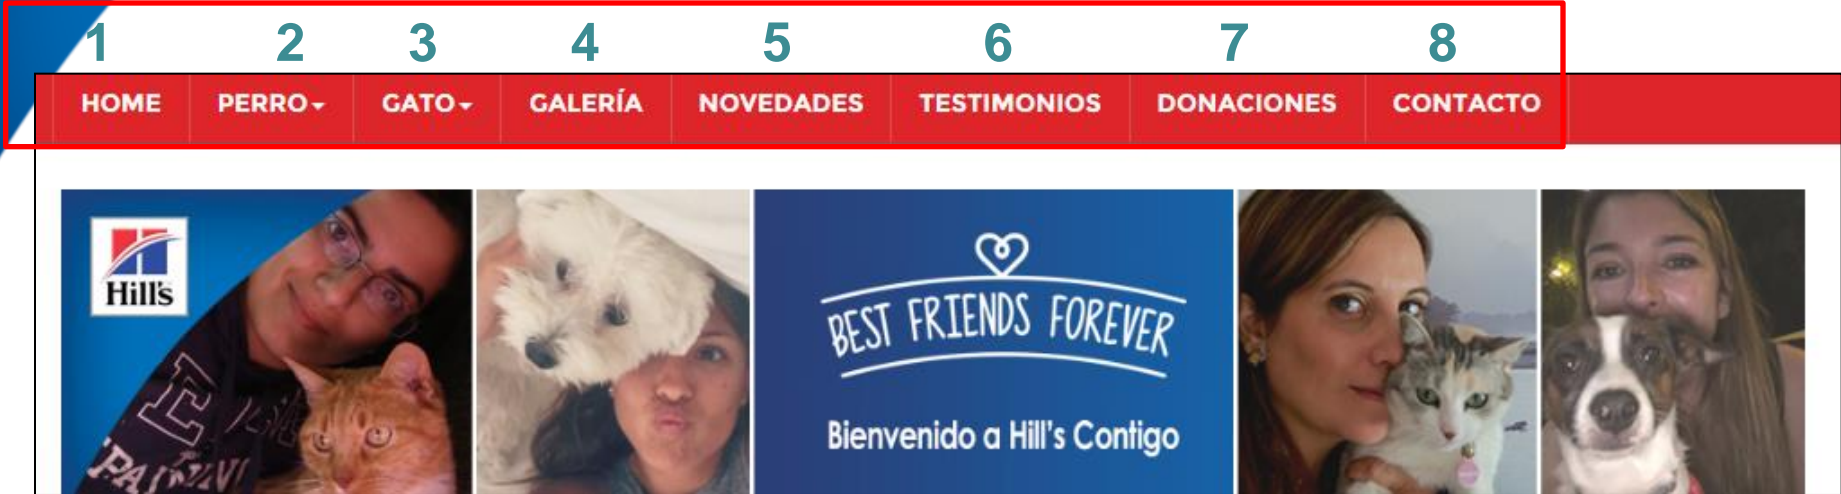 1 2 3 4 5 6 7 8
HOME PERRO GATO GALERÍA NOVEDADES TESTIMONIOS DONACIONES CONTACTO
Hill's
BEST FRIENDS FOREVER
Bienvenido a Hill's Contigo
E